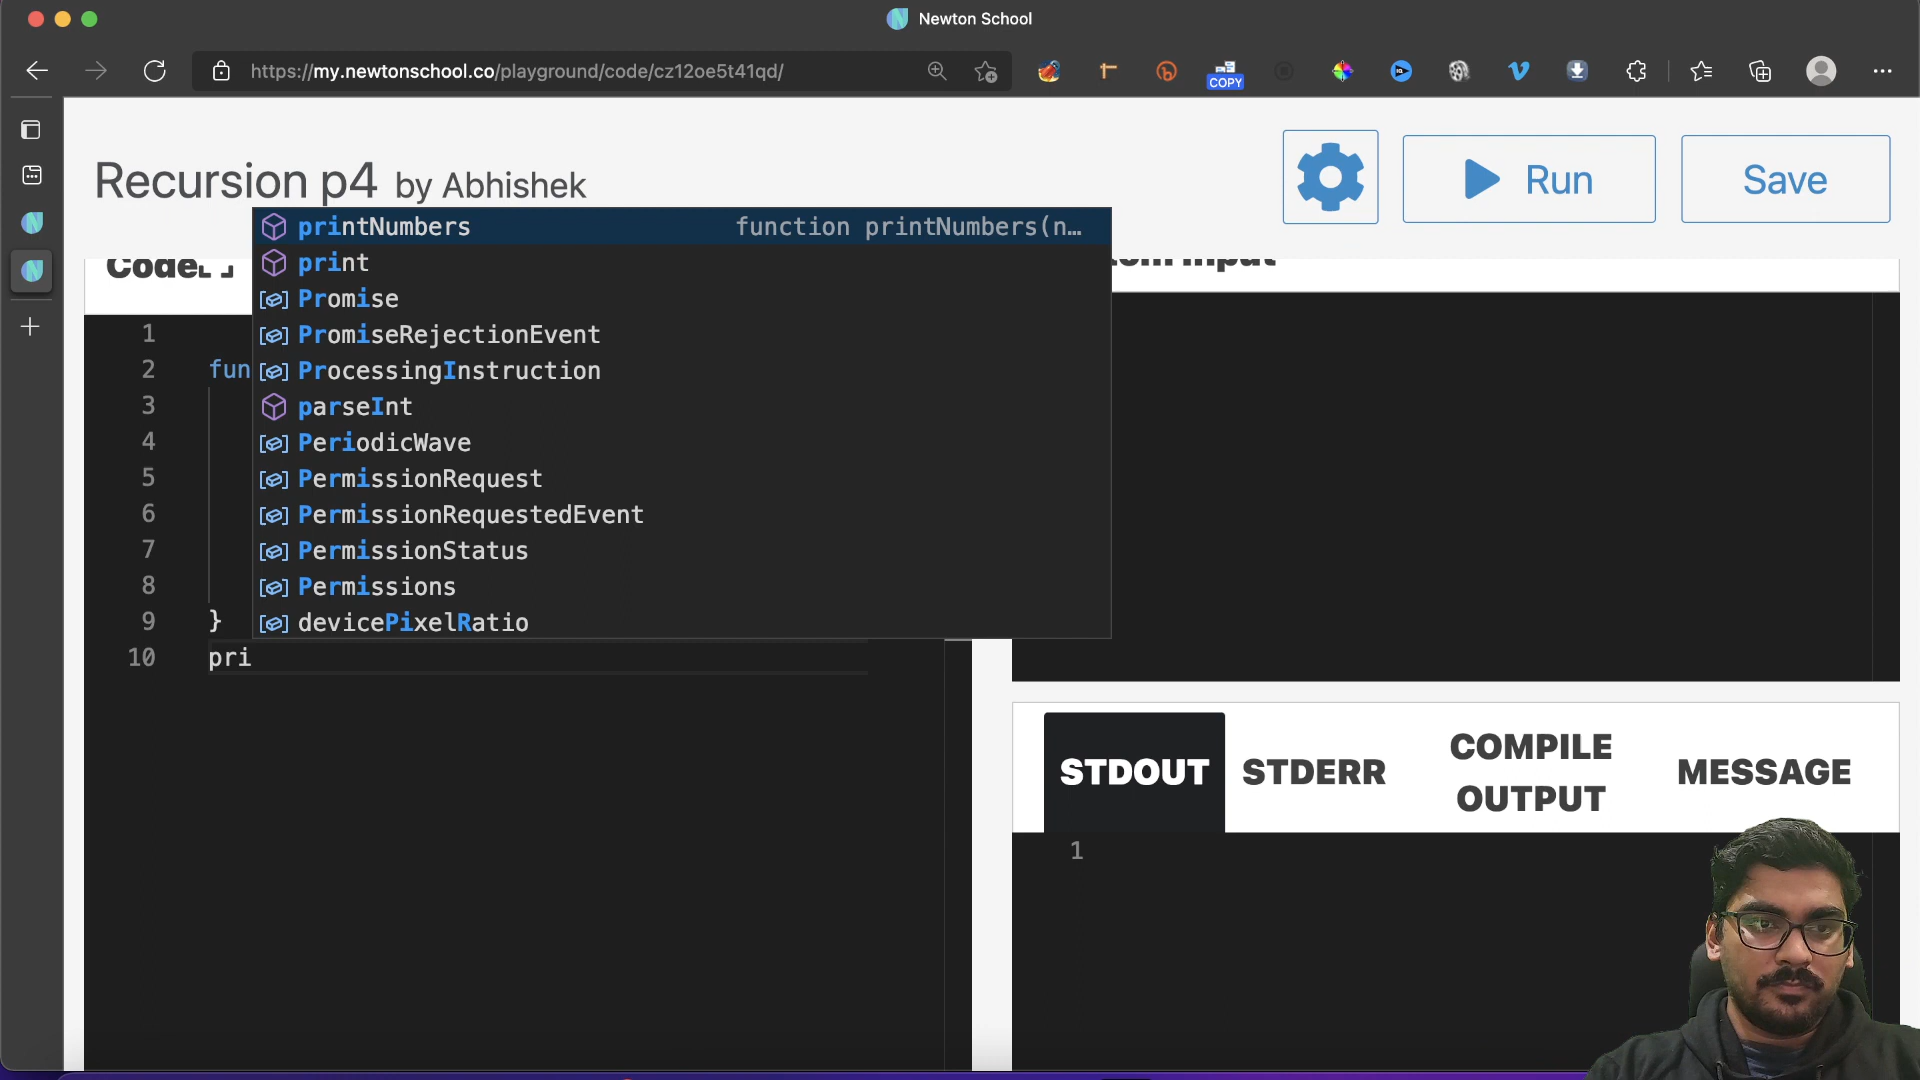 Newton School
https://my.newtonschool.co/playground/code/cz12oe5t41qd/
COPY
Recursion p4 by Abhishek
Run
Save
Code
printNumbers function printNumbers(n…
print
Promise
PromiseRejectionEvent
ProcessingInstruction
parseInt
PeriodicWave
PermissionRequest
PermissionRequestedEvent
PermissionStatus
Permissions
devicePixelRatio
1
2 fun
3
4
5
6
7
8
9 }
10 pri
Input
STDOUT
STDERR
COMPILE
OUTPUT
MESSAGE
1